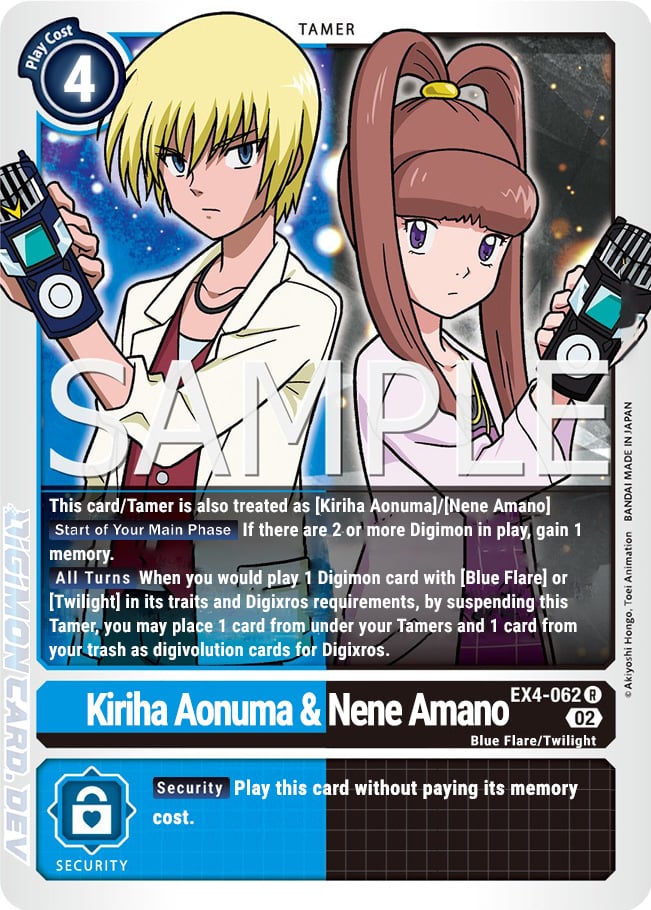 TAMER
Play Cost
4
SAMPLE
This card/Tamer is also treated as [Kiriha Aonuma]/[Nene Amano]
Start of Your Main Phase If there are 2 or more Digimon in play, gain 1
memory.
All Turns When you would play 1 Digimon card with [Blue Flare] or
[Twilight] in its traits and Digixros requirements, by suspending this
Tamer, you may place 1 card from under your Tamers and 1 card from
your trash as digivolution cards for Digixros.
©Akiyoshi Hongo, Toei Animation BANDAI MADE IN JAPAN
DIGIMONCARD.DEV
Kiriha Aonuma & Nene Amano
EX4-062 R
02
Blue Flare/Twilight
Security Play this card without paying its memory
cost.
SECURITY